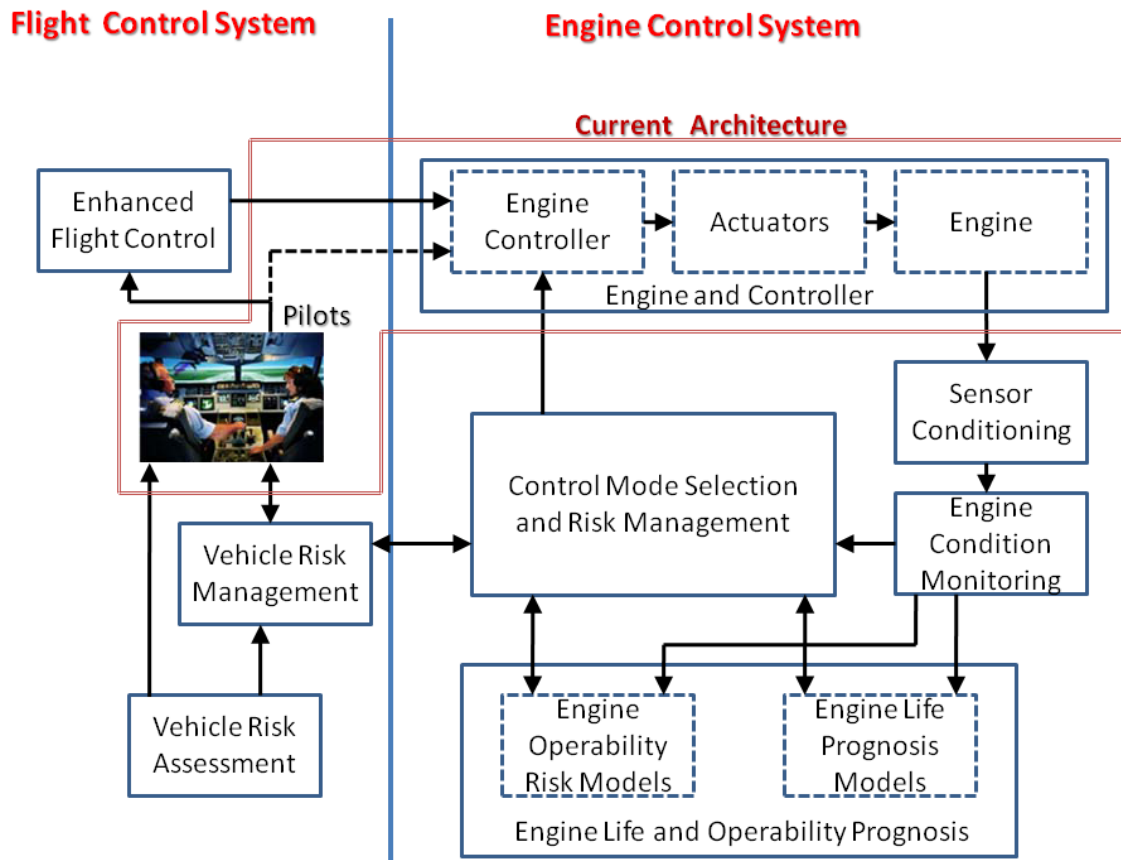 Flight Control System
Engine Control System
Current Architecture
Enhanced
Flight Control
Engine
Controller
Actuators
Engine
Engine and Controller
Pilots
Sensor
Conditioning
Control Mode Selection
and Risk Management
Engine
Condition
Monitoring
Vehicle Risk
Management
Vehicle Risk
Assessment
Engine
Operability
Risk Models
Engine Life
Prognosis
Models
Engine Life and Operability Prognosis